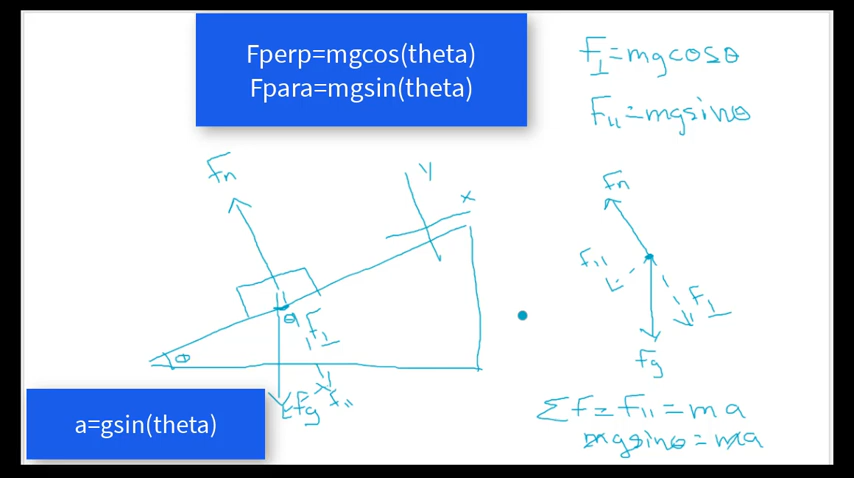 Fperp=mgcos(theta)
Fpara=mgsin(theta)
F⊥=mgcosθ
F∥=mgsinθ
Fn
y
x
θ
θ
F⊥
Fg
F∥
Fn
F∥
F⊥
Fg
ΣF=F∥=ma
mgsinθ=ma
a=gsin(theta)